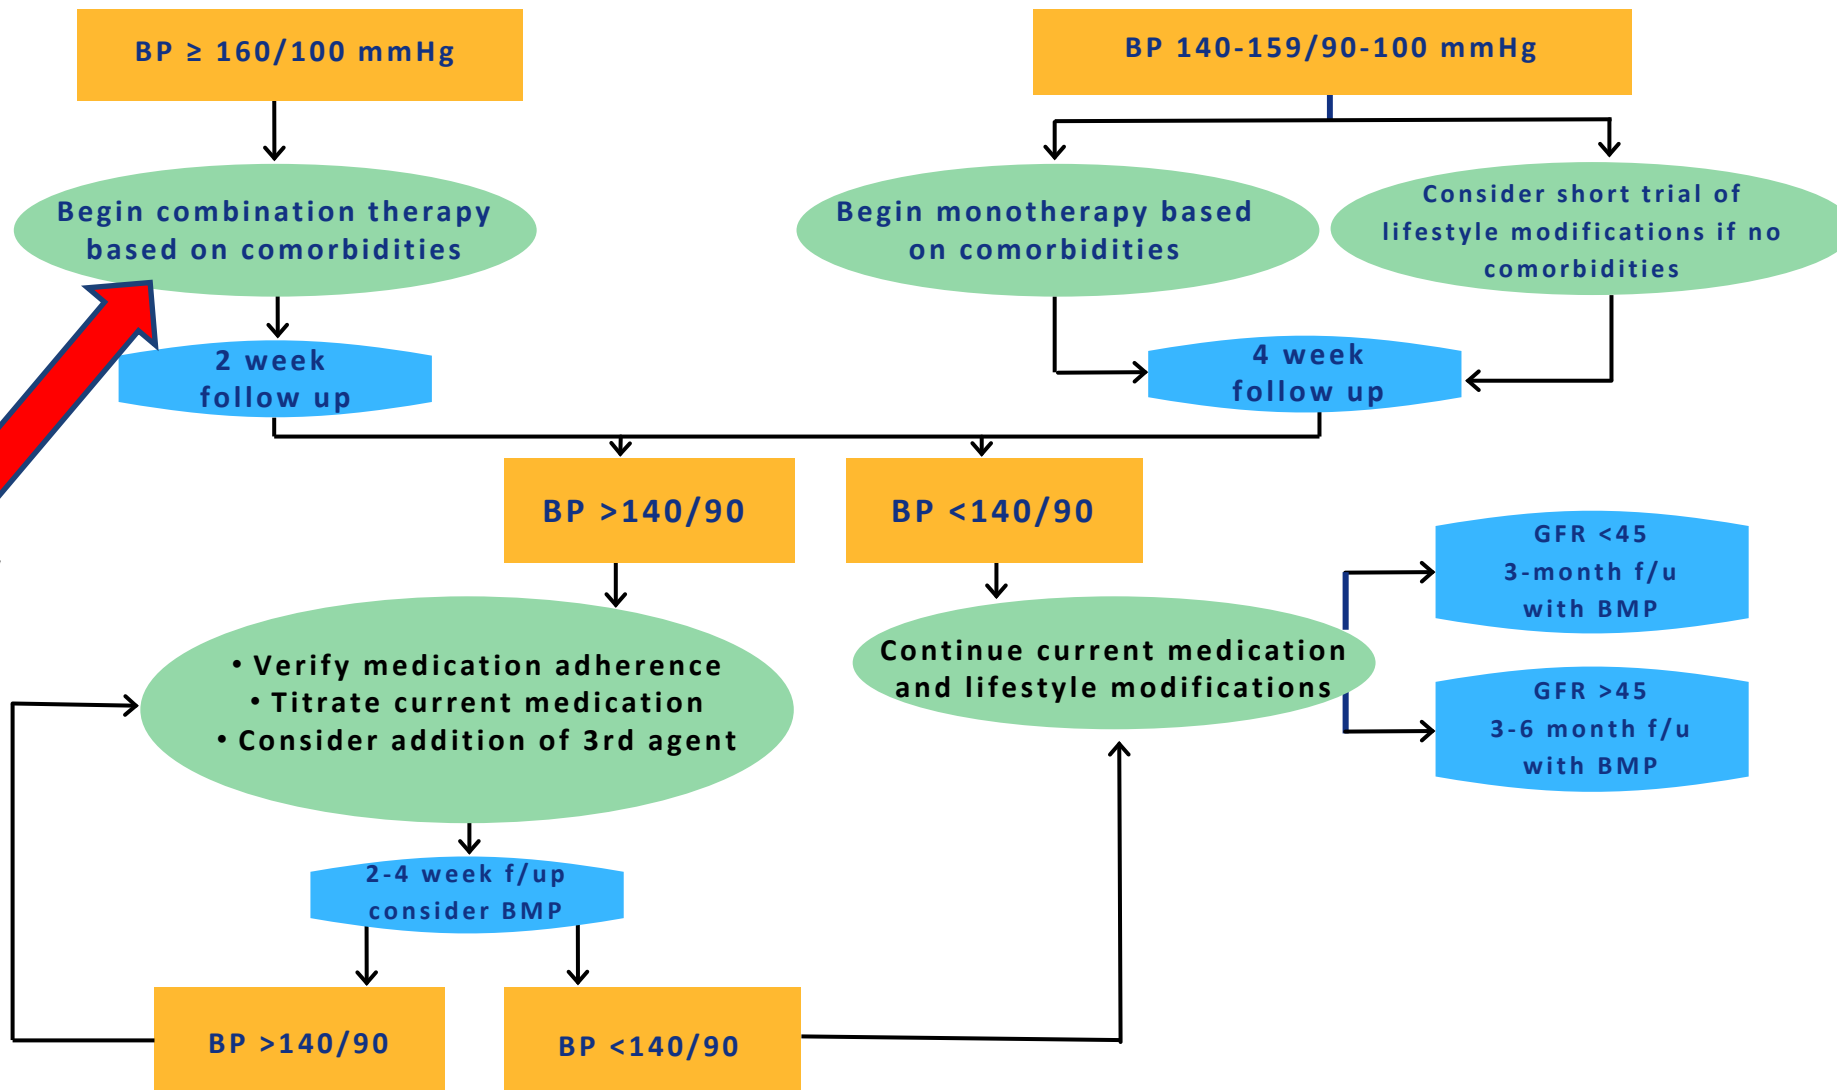 BP ≥ 160/100 mmHg
BP 140-159/90-100 mmHg
Begin combination therapy
based on comorbidities
Begin monotherapy based
on comorbidities
Consider short trial of
lifestyle modifications if no
comorbidities
2 week
follow up
4 week
follow up
BP >140/90
BP <140/90
GFR <45
3-month f/u
with BMP
• Verify medication adherence
• Titrate current medication
• Consider addition of 3rd agent
Continue current medication
and lifestyle modifications
GFR >45
3-6 month f/u
with BMP
2-4 week f/up
consider BMP
BP >140/90
BP <140/90